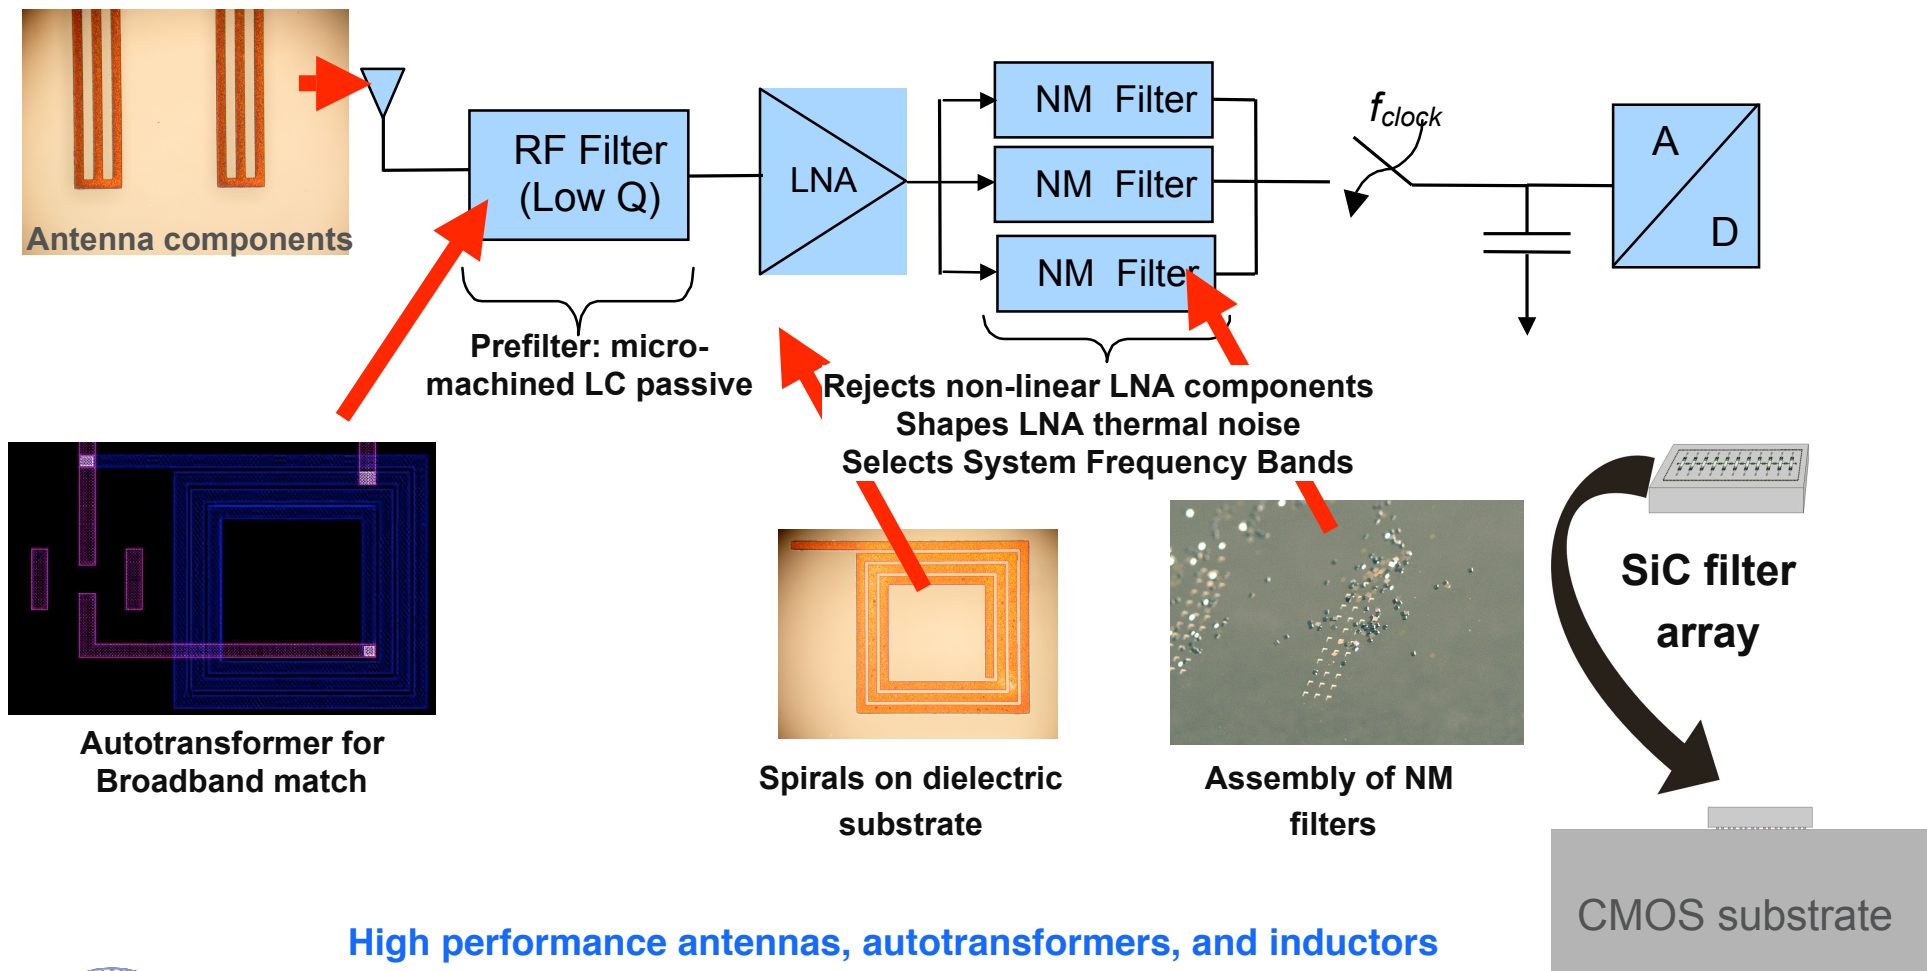 Antenna components
RF Filter
(Low Q)
LNA
NM Filter
NM Filter
NM Filter
fclock
A
D
Prefilter: micro-
machined LC passive
Rejects non-linear LNA components
Shapes LNA thermal noise
Selects System Frequency Bands
Autotransformer for
Broadband match
Spirals on dielectric
substrate
Assembly of NM
filters
SiC filter
array
CMOS substrate
High performance antennas, autotransformers, and inductors